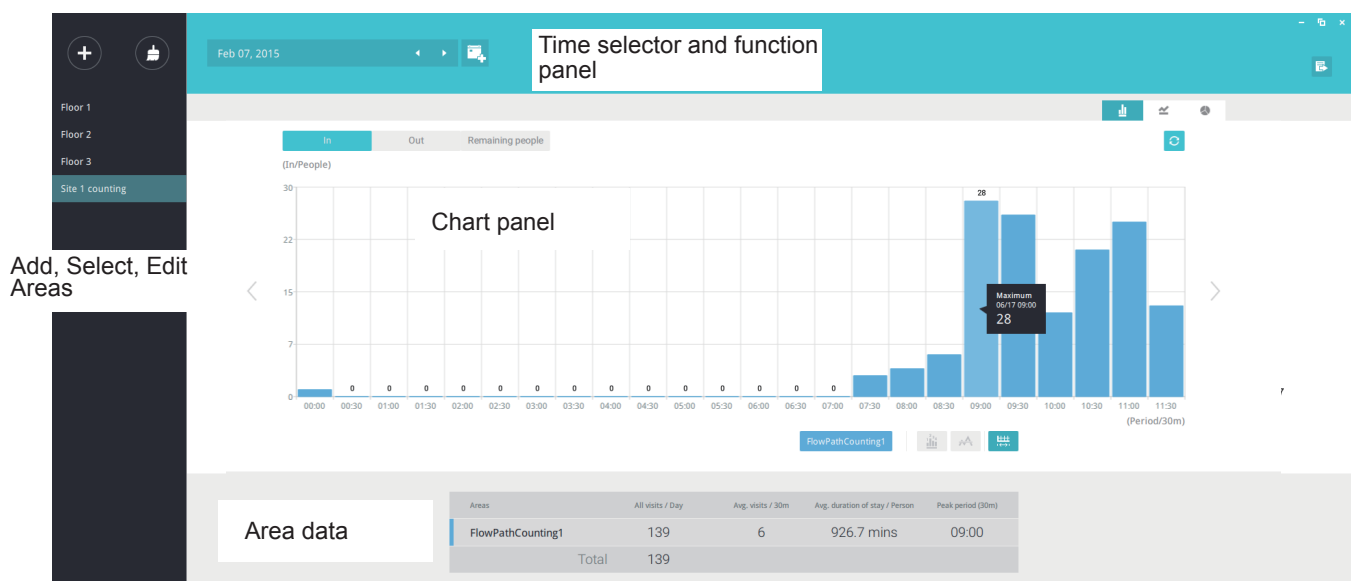 Feb 07, 2015
Time selector and function
panel
Floor 1
Floor 2
Floor 3
Site 1 counting
Add, Select, Edit
Areas
In Out Remaining people
(In/People)
Chart panel
30
22
15
7
0
28
Maximum
06/17 09:00
28
0 0 0 0 0 0 0 0 0 0 0 0 0 0
00:00 00:30 01:00 01:30 02:00 02:30 03:00 03:30 04:00 04:30 05:00 05:30 06:00 06:30 07:00 07:30 08:00 08:30 09:00 09:30 10:00 10:30 11:00 11:30
(Period/30m)
FlowPathCounting1
Area data
Areas All visits / Day Avg. visits / 30m Avg. duration of stay / Person Peak period (30m)
FlowPathCounting1 139 6 926.7 mins 09:00
Total 139